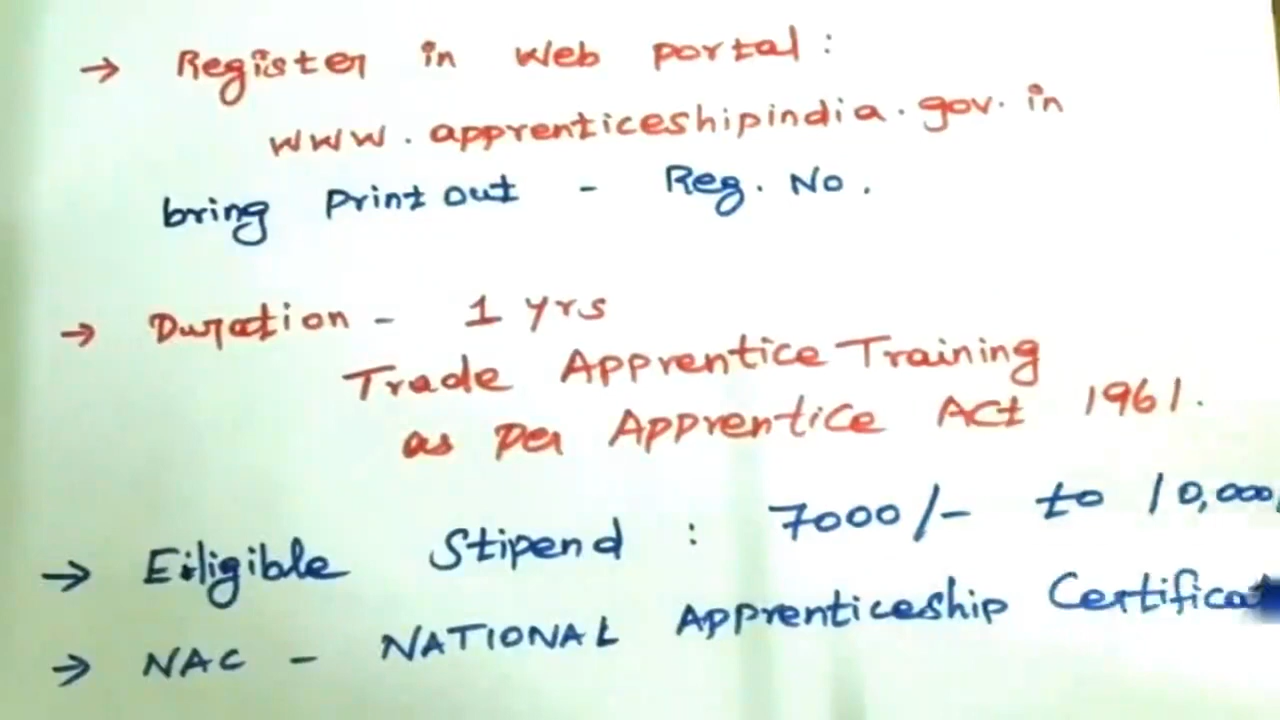 → Register in Web portal :
www.apprenticeshipindia.gov.in
bring Print out - Reg. No.
→ Duration - 1 yrs
Trade Apprentice Training
as per Apprentice Act 1961.
→ Eiligible Stipend : 7000/- to 10,000/
→ NAC - NATIONAL Apprenticeship Certificat